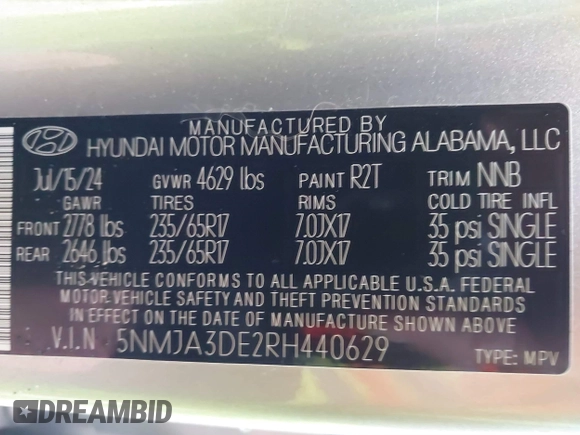 MANUFACTURED BY
HYUNDAI MOTOR MANUFACTURING ALABAMA, LLC
Jul/15/24 GVWR 4629 lbs PAINT R2T TRIM NNB
GAWR TIRES RIMS COLD TIRE INFL
FRONT 2778 lbs 235/65R17 7.0JX17 35 psi SINGLE
REAR 2646 lbs 235/65R17 7.0JX17 35 psi SINGLE
THIS VEHICLE CONFORMS TO ALL APPLICABLE U.S.A. FEDERAL
MOTOR VEHICLE SAFETY AND THEFT PREVENTION STANDARDS
IN EFFECT ON THE DATE OF MANUFACTURE SHOWN ABOVE.
V.I.N 5NMJA3DE2RH440629 TYPE: MPV
DREAMBID